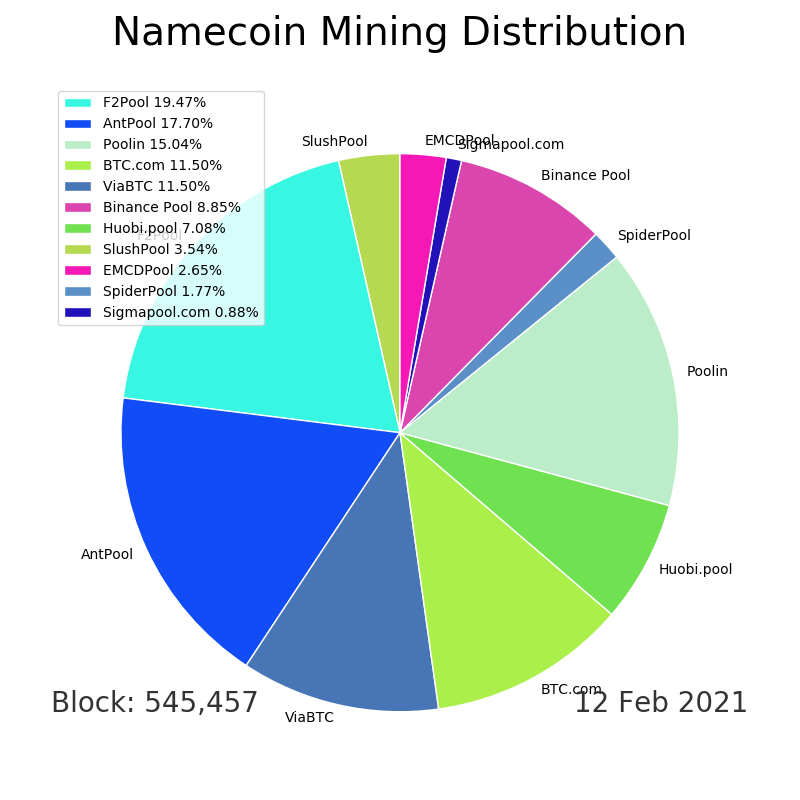 Namecoin Mining Distribution
F2Pool 19.47%
AntPool 17.70%
Poolin 15.04%
BTC.com 11.50%
ViaBTC 11.50%
Binance Pool 8.85%
Huobi.pool 7.08%
SlushPool 3.54%
EMCDPool 2.65%
SpiderPool 1.77%
Sigmapool.com 0.88%
F2Pool
SlushPool
EMCDPool
Sigmapool.com
Binance Pool
SpiderPool
Poolin
Huobi.pool
BTC.com
ViaBTC
AntPool
Block: 545,457
12 Feb 2021